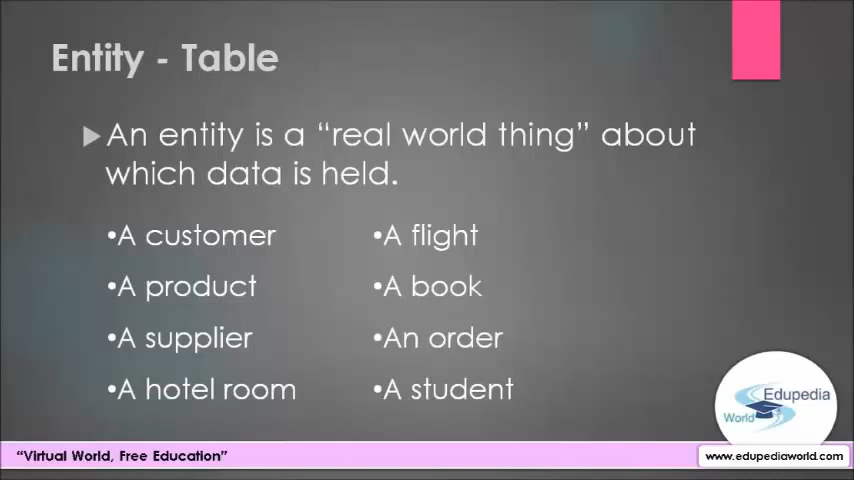 Entity - Table
An entity is a “real world thing” about
which data is held.
•A customer
•A product
•A supplier
•A hotel room
•A flight
•A book
•An order
•A student
Edupedia
World
“Virtual World, Free Education”
www.edupediaworld.com